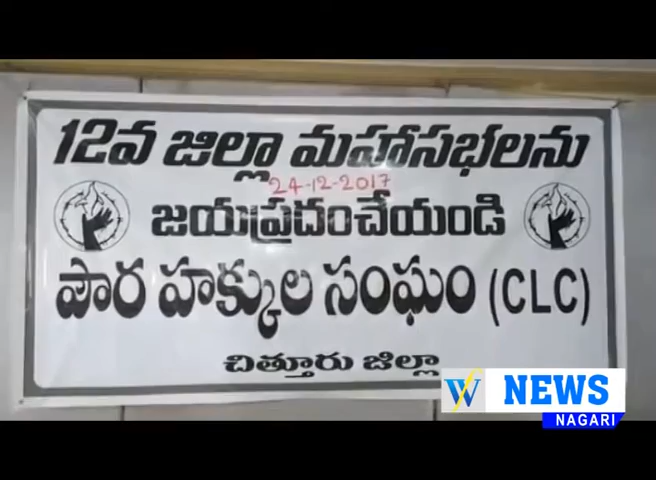 12వ జిల్లా మహాసభలను
24-12-2017
జయప్రదంచేయండి
పౌర హక్కుల సంఘం (CLC)
చిత్తూరు జిల్లా
W NEWS
NAGARI